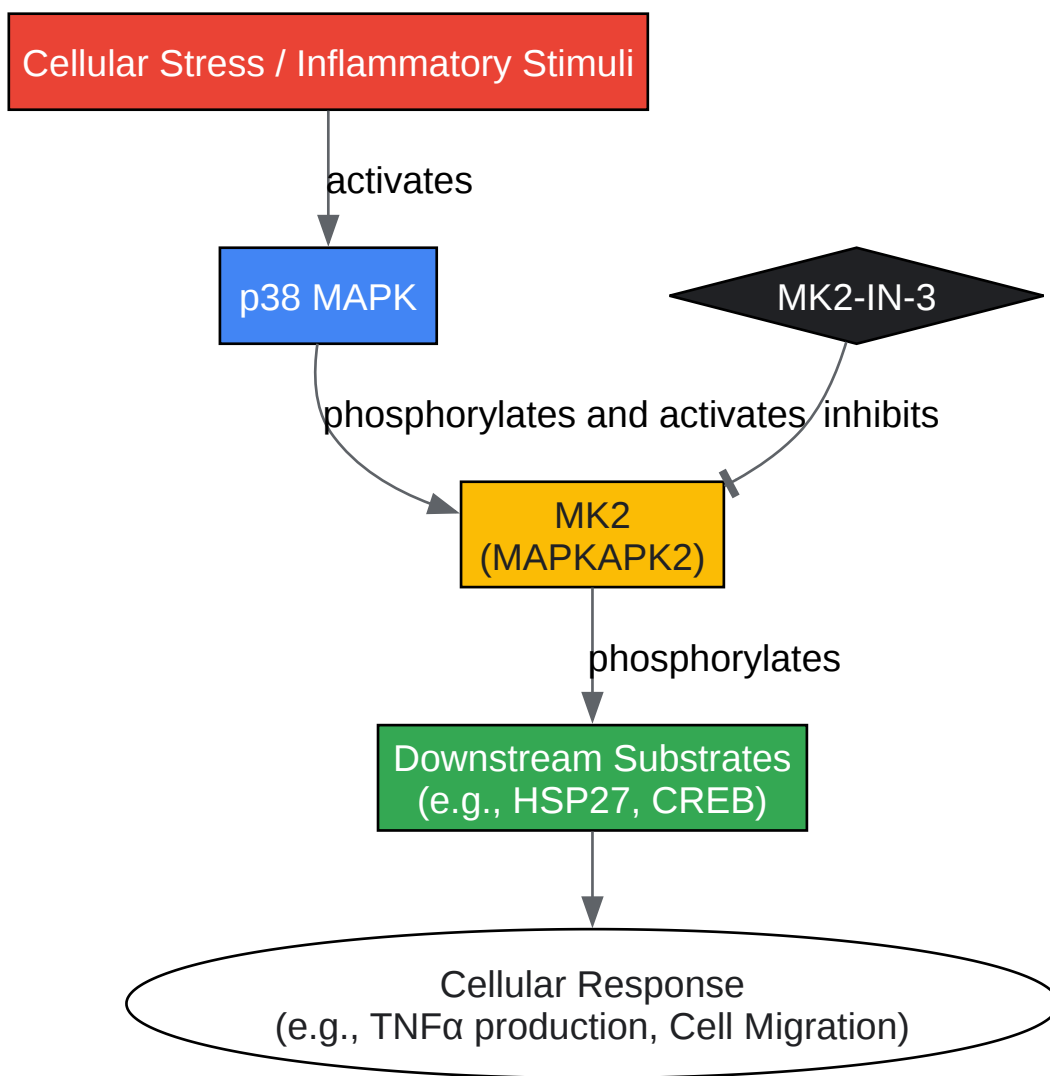 Cellular Stress / Inflammatory Stimuli
activates
p38 MAPK
MK2-IN-3
phosphorylates and activates
inhibits
MK2
(MAPKAPK2)
phosphorylates
Downstream Substrates
(e.g., HSP27, CREB)
Cellular Response
(e.g., TNFα production, Cell Migration)